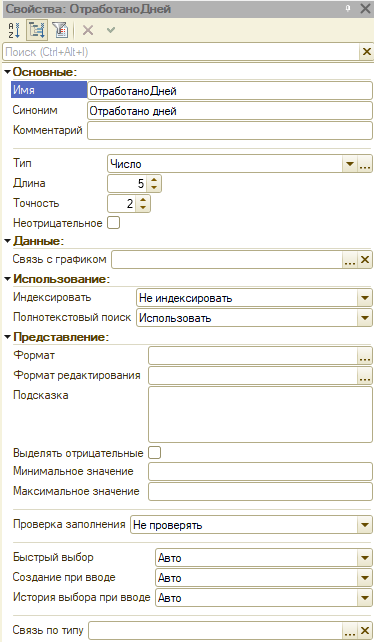 Свойства: ОтработаноДней
Поиск (Ctrl+Alt+I)
Основные:
Имя ОтработаноДней
Синоним Отработано дней
Комментарий
Тип Число
Длина 5
Точность 2
Неотрицательное
Данные:
Связь с графиком
Использование:
Индексировать Не индексировать
Полнотекстовый поиск Использовать
Представление:
Формат
Формат редактирования
Подсказка
Выделять отрицательные
Минимальное значение
Максимальное значение
Проверка заполнения Не проверять
Быстрый выбор Авто
Создание при вводе Авто
История выбора при вводе Авто
Связь по типу